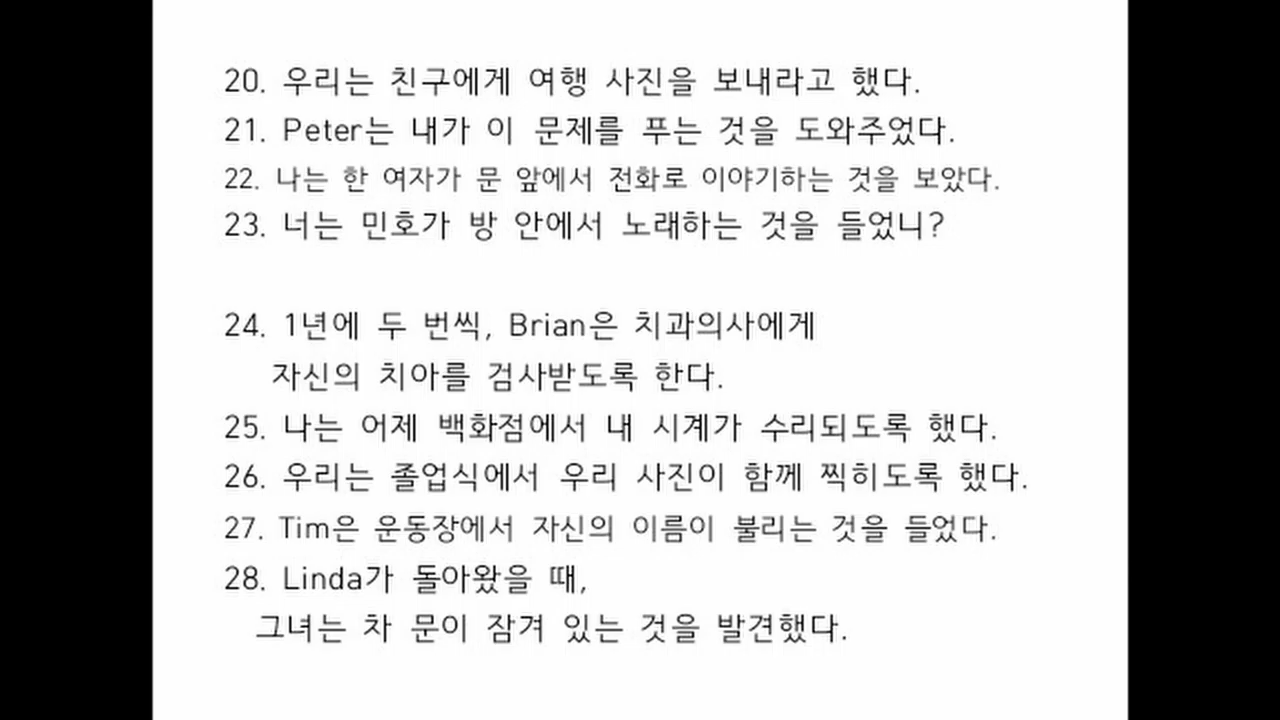 20. 우리는 친구에게 여행 사진을 보내라고 했다.
21. Peter는 내가 이 문제를 푸는 것을 도와주었다.
22. 나는 한 여자가 문 앞에서 전화로 이야기하는 것을 보았다.
23. 너는 민호가 방 안에서 노래하는 것을 들었니?
24. 1년에 두 번씩, Brian은 치과의사에게
자신의 치아를 검사받도록 한다.
25. 나는 어제 백화점에서 내 시계가 수리되도록 했다.
26. 우리는 졸업식에서 우리 사진이 함께 찍히도록 했다.
27. Tim은 운동장에서 자신의 이름이 불리는 것을 들었다.
28. Linda가 돌아왔을 때,
그녀는 차 문이 잠겨 있는 것을 발견했다.